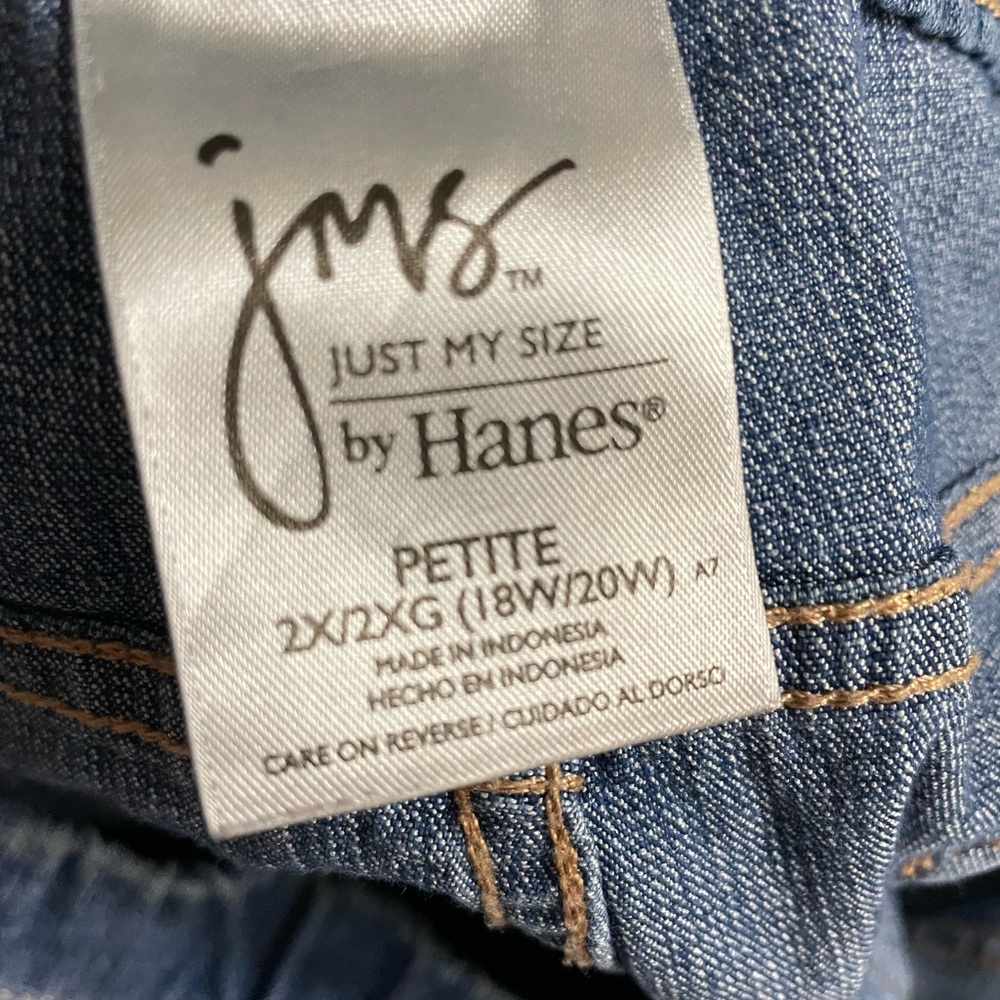 jms™
JUST MY SIZE
by Hanes®
PETITE
2X/2XG (18W/20W) A7
MADE IN INDONESIA
HECHO EN INDONESIA
CARE ON REVERSE / CUIDADO AL DORSO